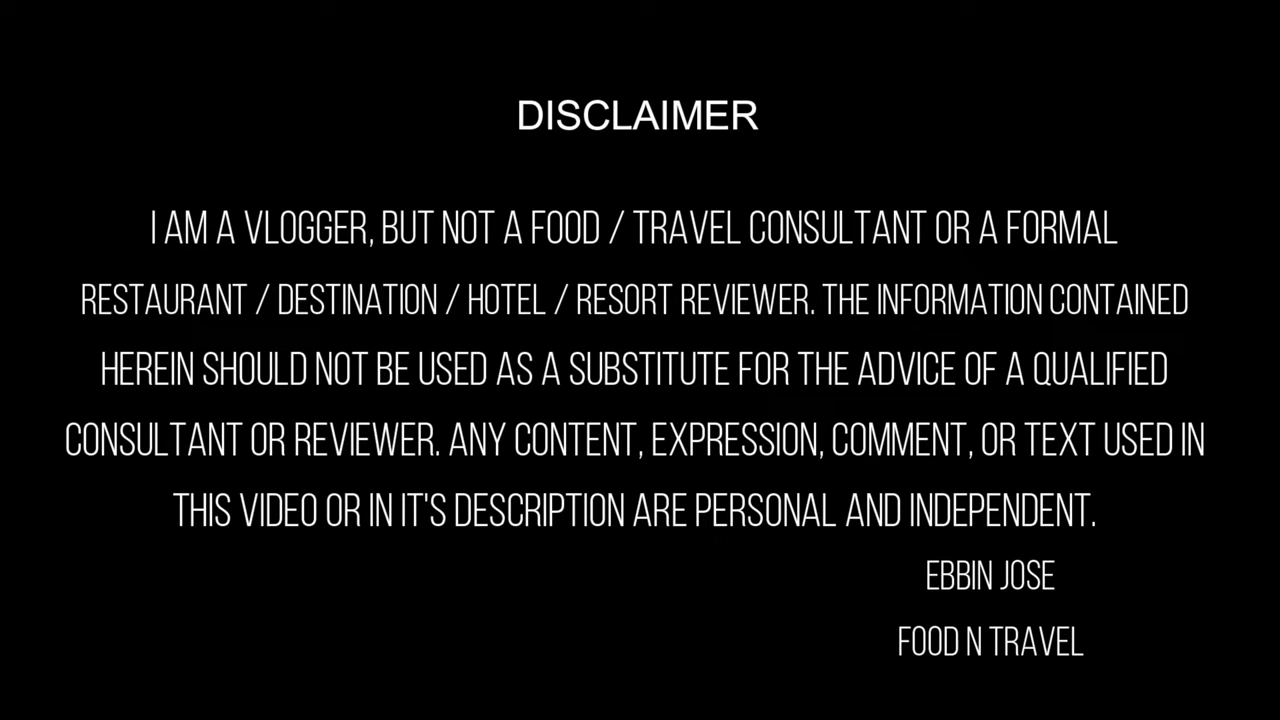 DISCLAIMER
I AM A VLOGGER, BUT NOT A FOOD / TRAVEL CONSULTANT OR A FORMAL
RESTAURANT / DESTINATION / HOTEL / RESORT REVIEWER. THE INFORMATION CONTAINED
HEREIN SHOULD NOT BE USED AS A SUBSTITUTE FOR THE ADVICE OF A QUALIFIED
CONSULTANT OR REVIEWER. ANY CONTENT, EXPRESSION, COMMENT, OR TEXT USED IN
THIS VIDEO OR IN IT'S DESCRIPTION ARE PERSONAL AND INDEPENDENT.
EBBIN JOSE
FOOD N TRAVEL